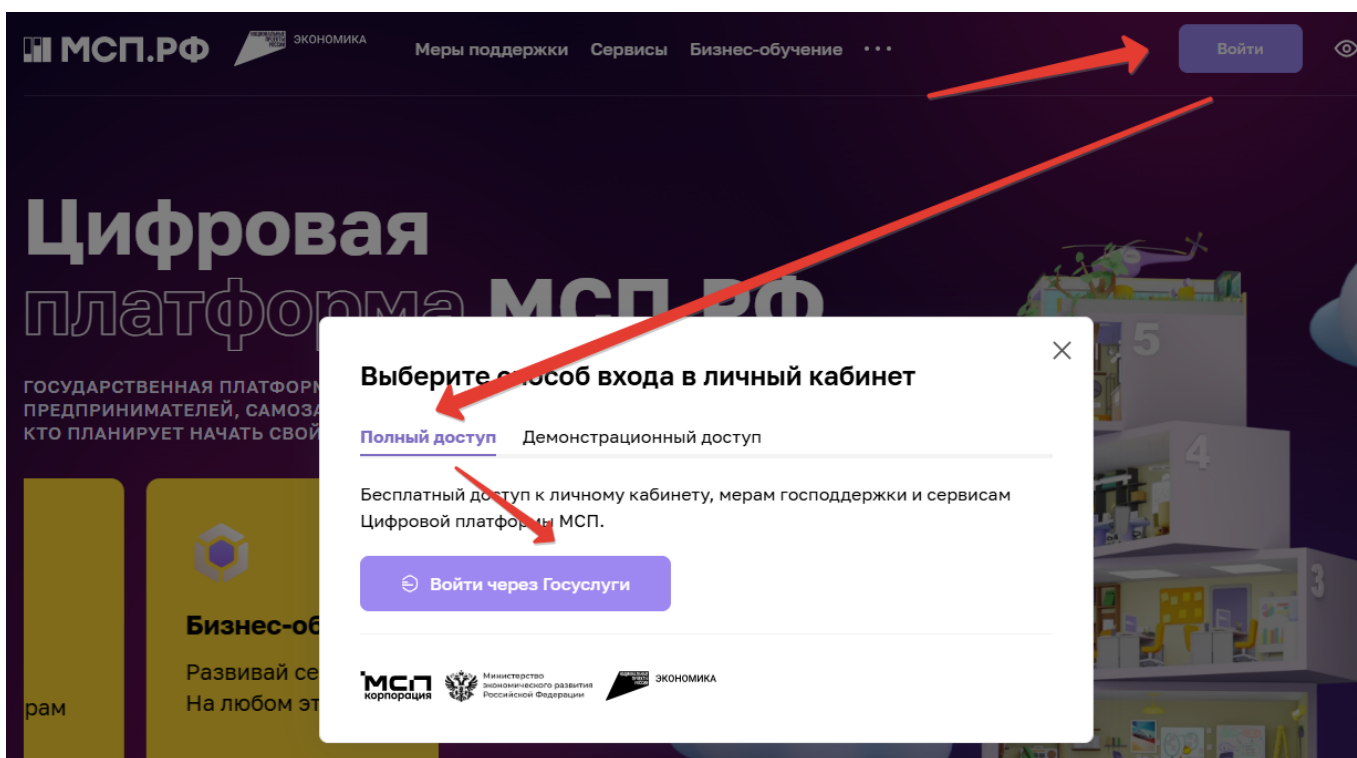 МСП.РФ
НАЦИОНАЛЬНЫЕ
ПРОЕКТЫ
РОССИИ
ЭКОНОМИКА
Меры поддержки Сервисы Бизнес-обучение ···
Войти
Цифровая
платформа МСП.РФ
5
ГОСУДАРСТВЕННАЯ ПЛАТФОРМ
ПРЕДПРИНИМАТЕЛЕЙ, САМОЗА
КТО ПЛАНИРУЕТ НАЧАТЬ СВОЙ
4
3
Бизнес-об
Развивай се
На любом эт
рам
Выберите способ входа в личный кабинет
Полный доступ Демонстрационный доступ
Бесплатный доступ к личному кабинету, мерам господдержки и сервисам
Цифровой платформы МСП.
Войти через Госуслуги
МСП
корпорация
Министерство
экономического развития
Российской Федерации
ЭКОНОМИКА